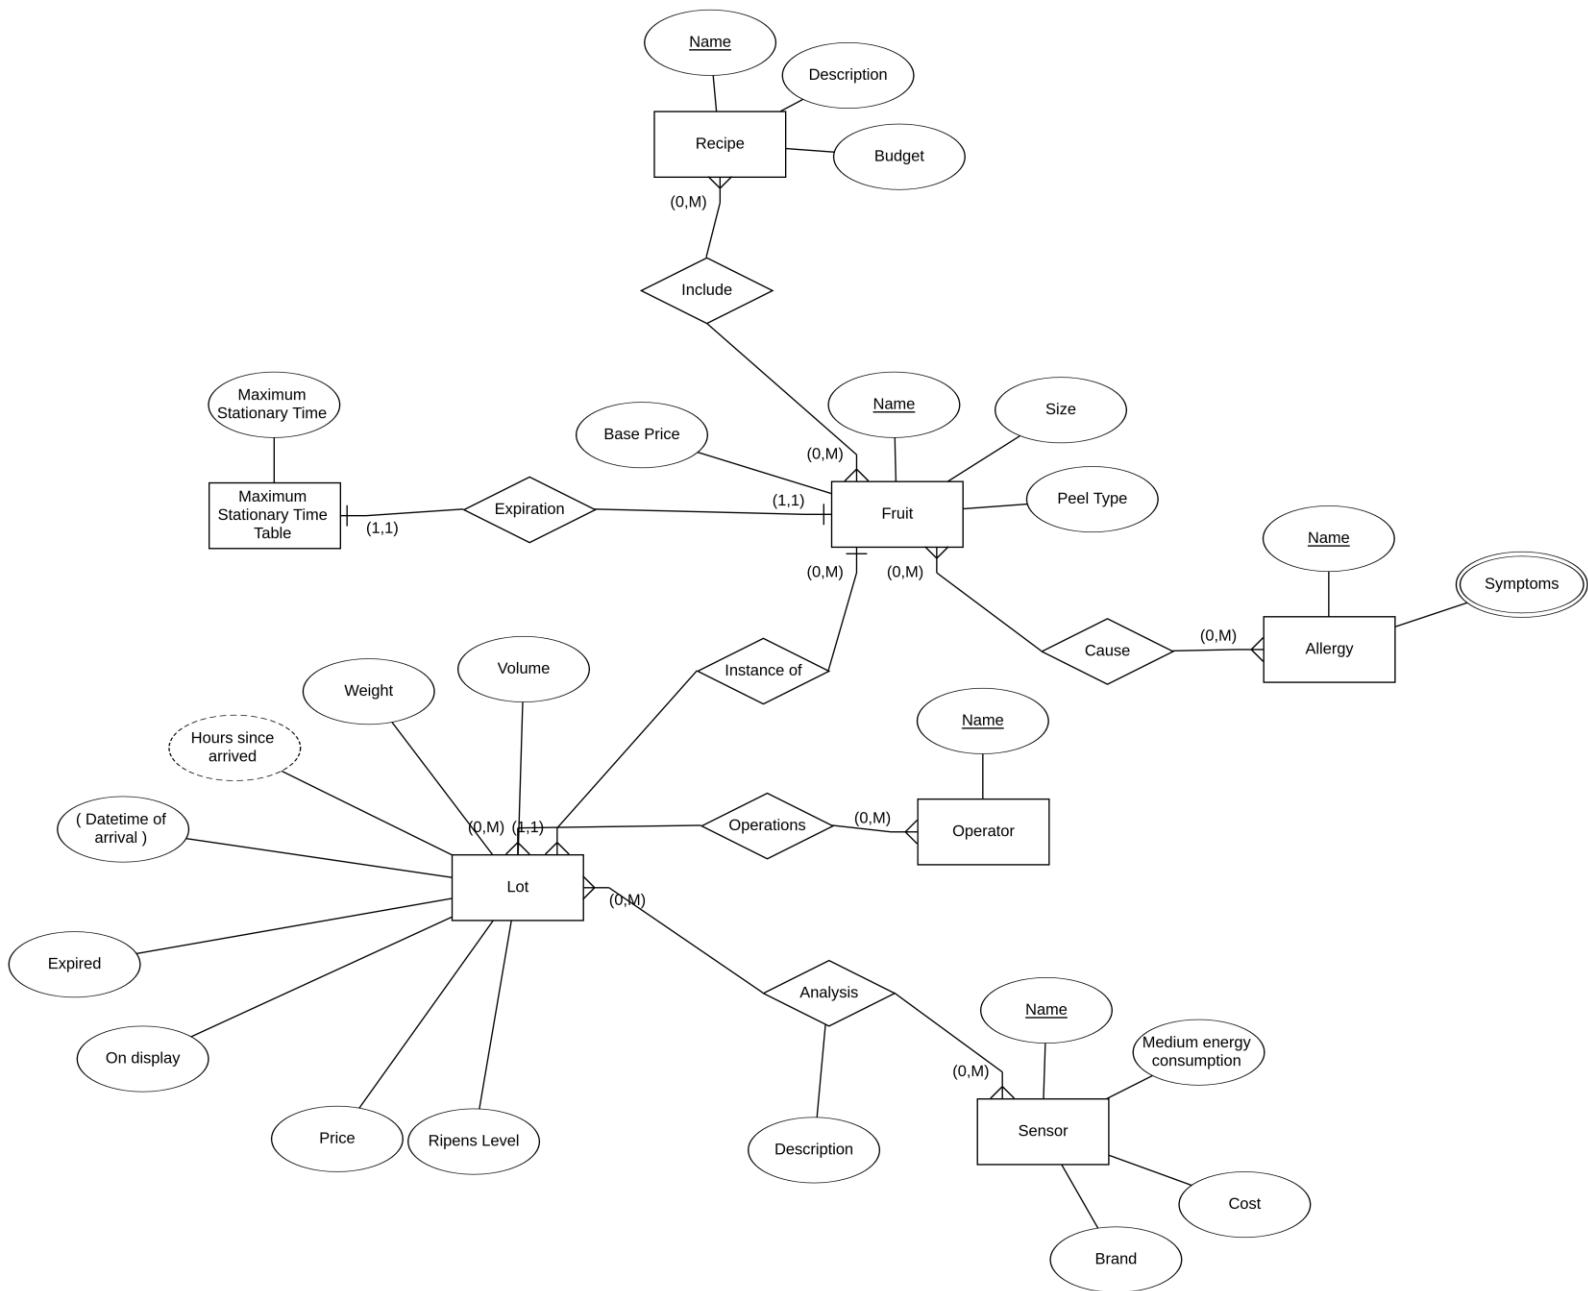 Name
Description
Recipe
Budget
(0,M)
Include
Maximum
Stationary Time
Base Price
Name
Size
(0,M)
Maximum
Stationary Time
Table
(1,1)
Expiration
(1,1)
Fruit
Peel Type
Name
(0,M)
(0,M)
Symptoms
Cause
(0,M)
Allergy
Volume
Instance of
Weight
Hours since
arrived
Name
( Datetime of
arrival )
(0,M)
(1,1)
Operations
(0,M)
Operator
Lot
(0,M)
Expired
Analysis
Name
On display
Medium energy
consumption
(0,M)
Price
Ripens Level
Description
Sensor
Cost
Brand